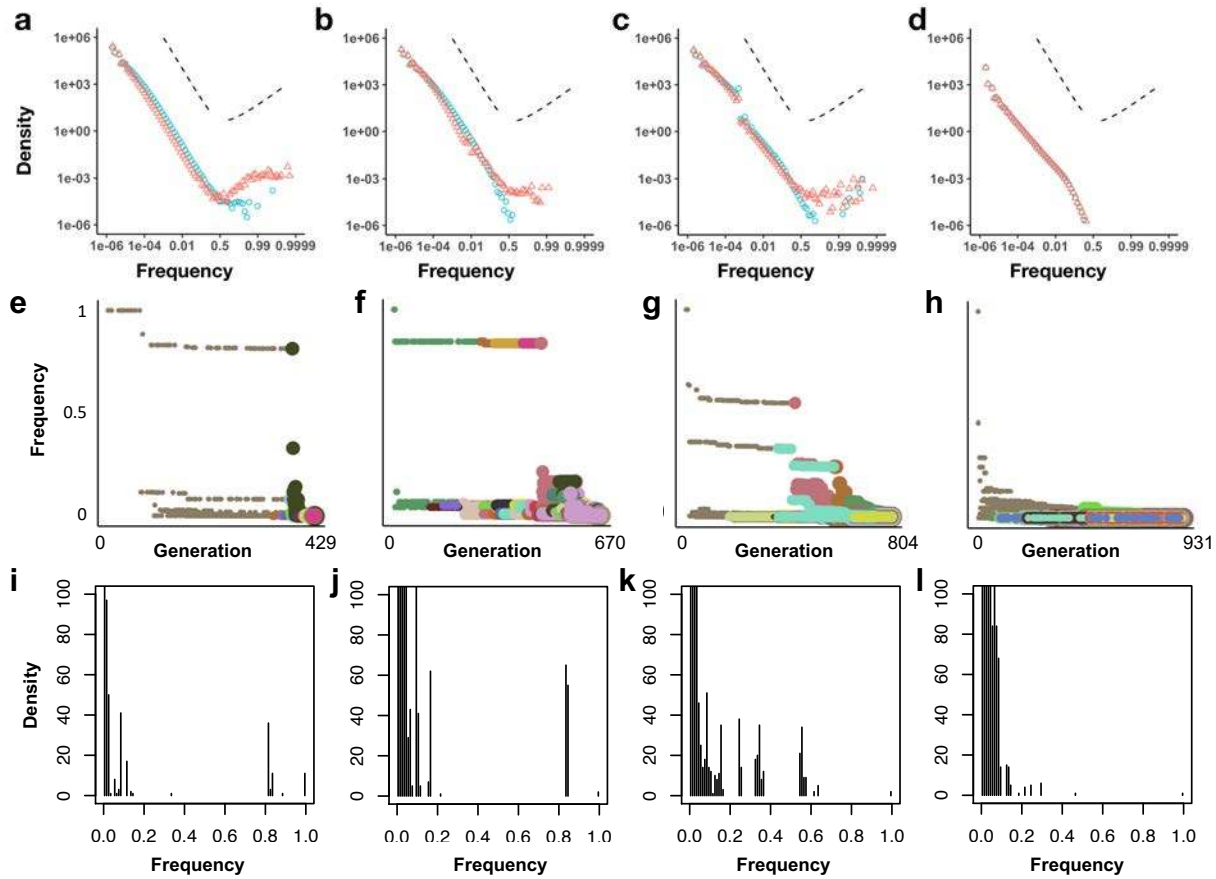 a b c d
1e+06 1e+06 1e+06 1e+06
1e+03 1e+03 1e+03 1e+03
1e+00 1e+00 1e+00 1e+00
1e-03 1e-03 1e-03 1e-03
1e-06 1e-06 1e-06 1e-06
Density
1e-06 1e-04 0.01 0.5 0.99 0.9999 1e-06 1e-04 0.01 0.5 0.99 0.9999 1e-06 1e-04 0.01 0.5 0.99 0.9999 1e-06 1e-04 0.01 0.5 0.99 0.9999
Frequency Frequency Frequency Frequency
e f g h
1
0.5
0
Frequency
0 Generation 429 0 Generation 670 0 Generation 804 0 Generation 931
i j k l
100 100 100 100
80 80 80 80
60 60 60 60
40 40 40 40
20 20 20 20
0 0 0 0
Density
0.0 0.2 0.4 0.6 0.8 1.0 0.0 0.2 0.4 0.6 0.8 1.0 0.0 0.2 0.4 0.6 0.8 1.0 0.0 0.2 0.4 0.6 0.8 1.0
Frequency Frequency Frequency Frequency